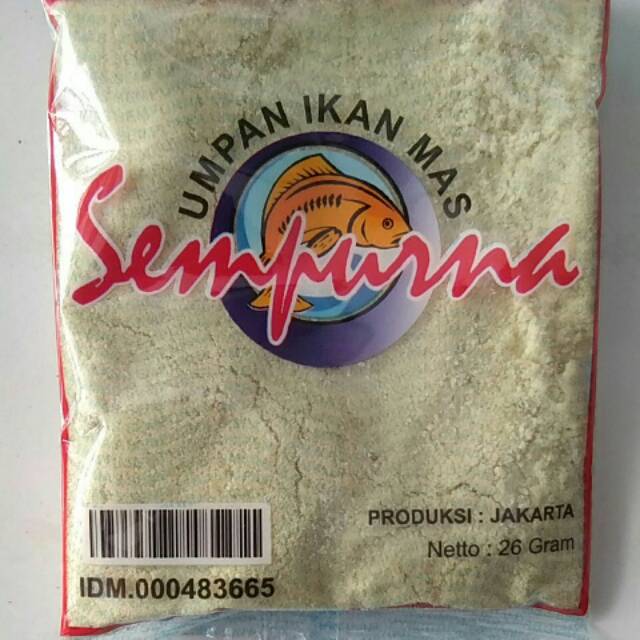 UMPAN IKAN MAS
Sempurna
PRODUKSI : JAKARTA
Netto : 26 Gram
IDM.000483665